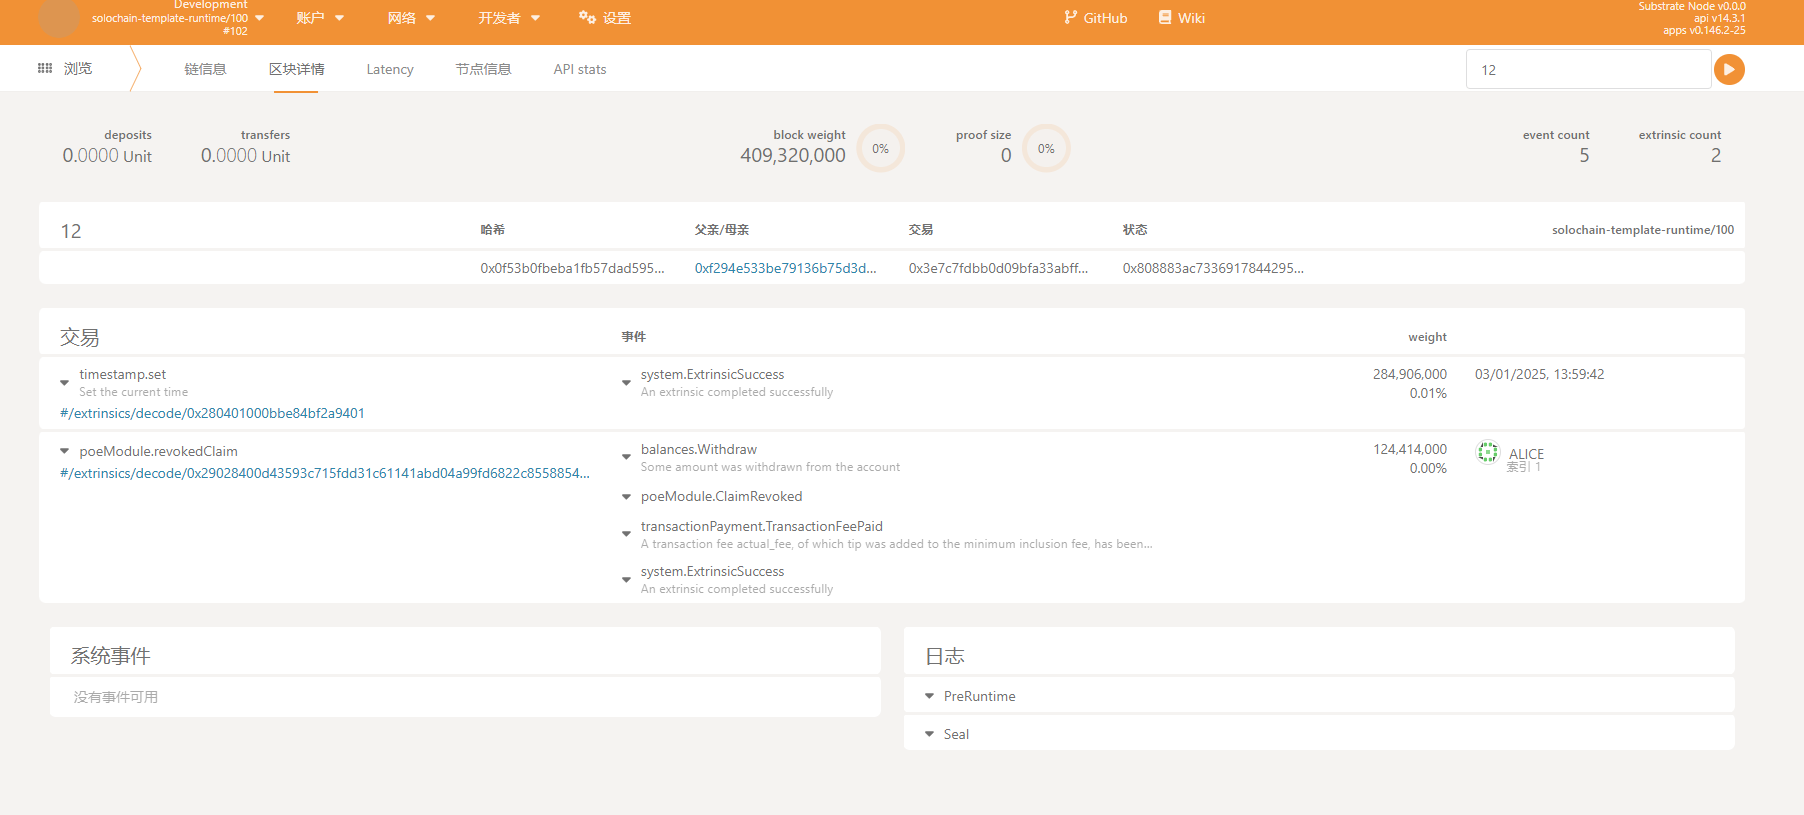 Development
solochain-template-runtime/100
#102
账户
网络
开发者
设置
GitHub
Wiki
Substrate Node v0.0.0
api v14.3.1
apps v0.146.2-25
浏览
链信息
区块详情
Latency
节点信息
API stats
12
deposits
0.0000 Unit
transfers
0.0000 Unit
block weight
409,320,000
0%
proof size
0
0%
event count
5
extrinsic count
2
12
哈希
父亲/母亲
交易
状态
solochain-template-runtime/100
0x0f53b0fbeba1fb57dad595...
0xf294e533be79136b75d3d...
0x3e7c7fdbb0d09bfa33abff...
0x808883ac7336917844295...
交易
事件
weight
timestamp.set
Set the current time
#/extrinsics/decode/0x280401000bbe84bf2a9401
system.ExtrinsicSuccess
An extrinsic completed successfully
284,906,000
0.01%
03/01/2025, 13:59:42
poeModule.revokedClaim
#/extrinsics/decode/0x29028400d43593c715fdd31c61141abd04a99fd6822c8558854...
balances.Withdraw
Some amount was withdrawn from the account
poeModule.ClaimRevoked
transactionPayment.TransactionFeePaid
A transaction fee actual_fee, of which tip was added to the minimum inclusion fee, has been...
system.ExtrinsicSuccess
An extrinsic completed successfully
124,414,000
0.00%
ALICE
索引 1
系统事件
没有事件可用
日志
PreRuntime
Seal